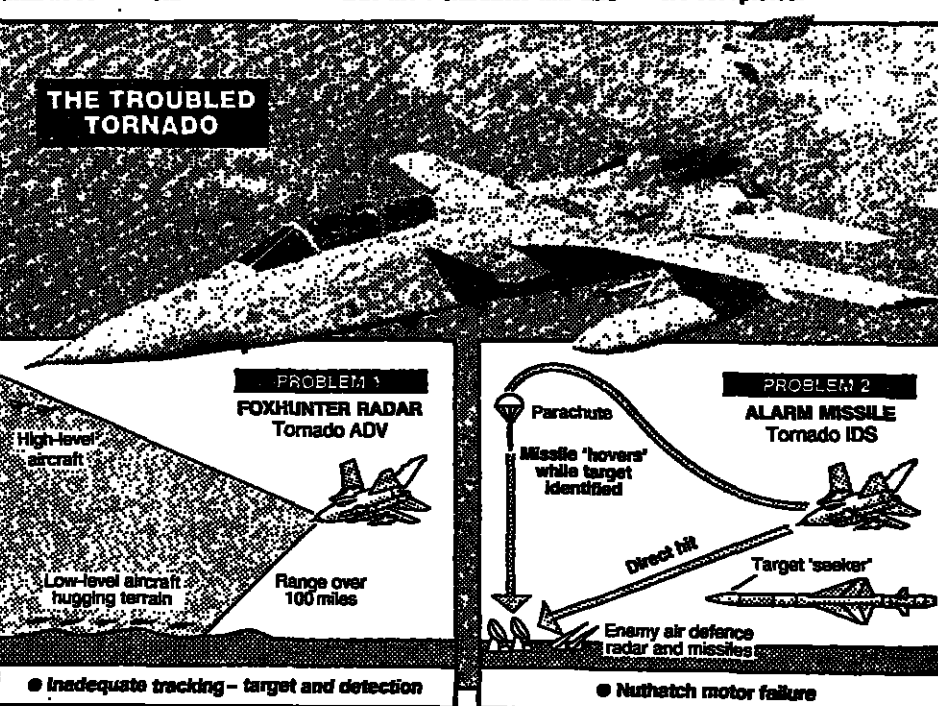 THE TROUBLED
TORNADO
PROBLEM 1
FOXHUNTER RADAR
Tornado ADV
High-level
aircraft
Low-level aircraft
hugging terrain
Range over
100 miles
● Inadequate tracking – target and detection
PROBLEM 2
ALARM MISSILE
Tornado IDS
Parachute
Missile 'hovers'
while target
identified
Direct hit
Target 'seeker'
Enemy air defence
radar and missiles
● Nuthatch motor failure